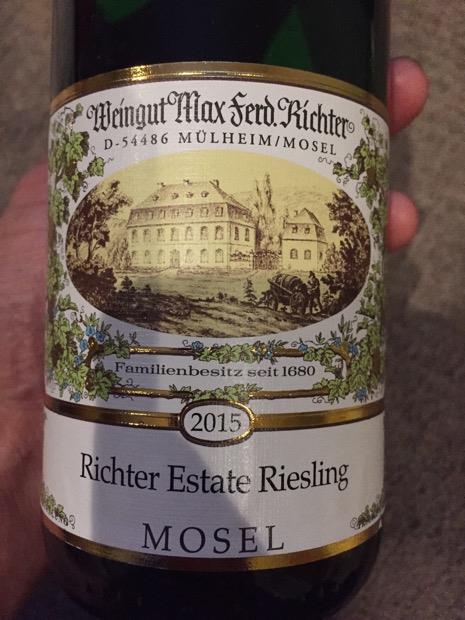 Weingut Max Ferd. Richter
D-54486 MÜLHEIM/MOSEL
Familienbesitz seit 1680
2015
Richter Estate Riesling
MOSEL